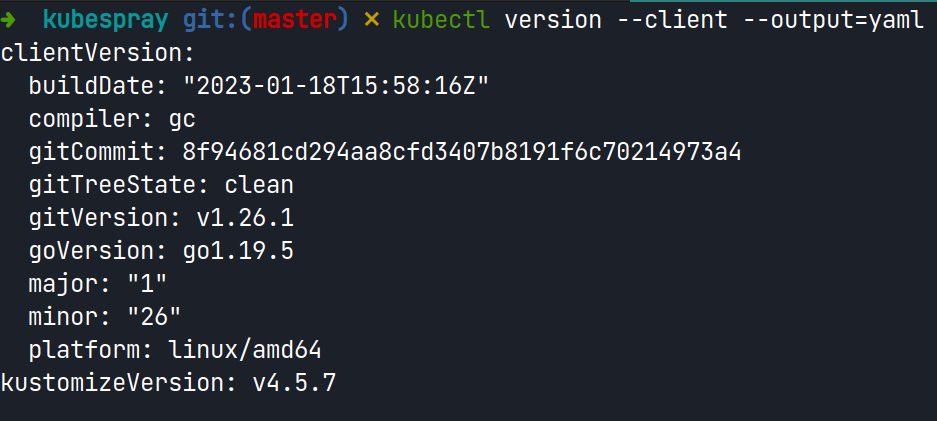 ➜  kubespray git:(master) ✗ kubectl version --client --output=yaml
clientVersion:
  buildDate: "2023-01-18T15:58:16Z"
  compiler: gc
  gitCommit: 8f94681cd294aa8cfd3407b8191f6c70214973a4
  gitTreeState: clean
  gitVersion: v1.26.1
  goVersion: go1.19.5
  major: "1"
  minor: "26"
  platform: linux/amd64
kustomizeVersion: v4.5.7